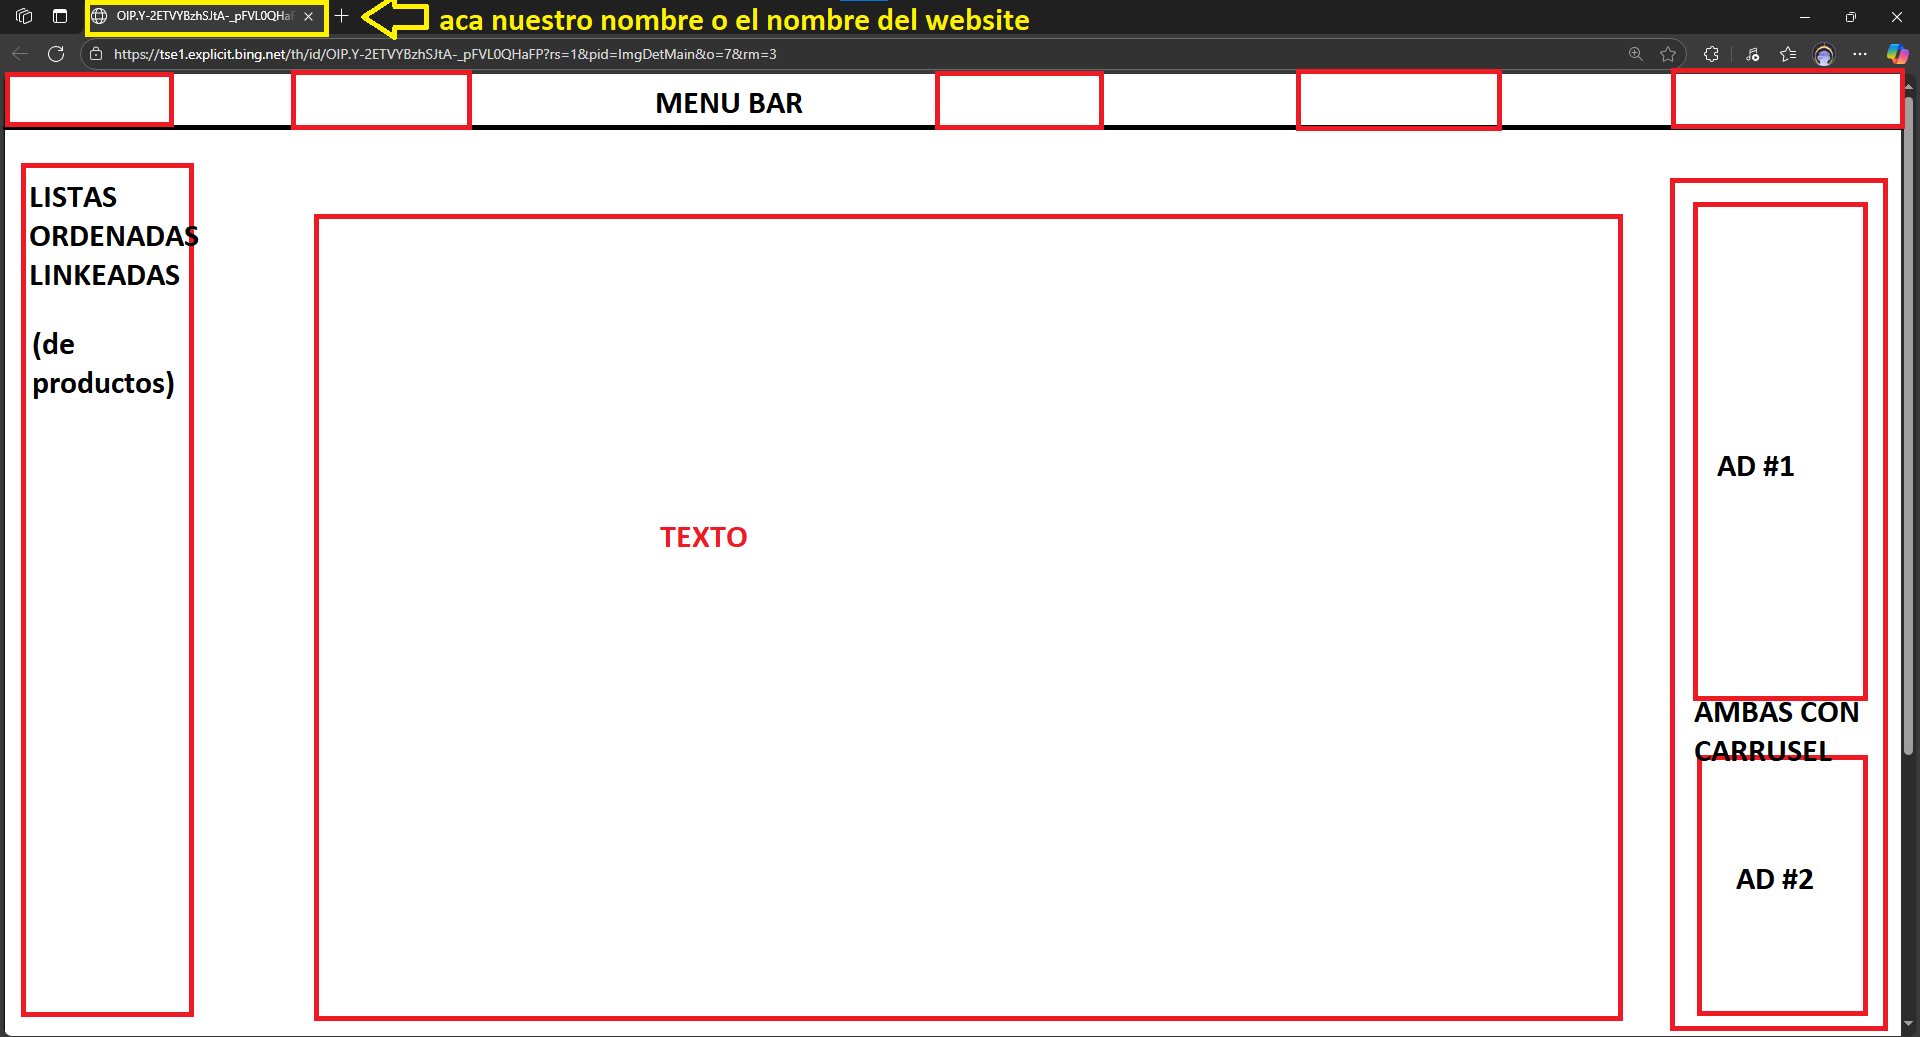 OIP.Y-2ETVYBzhSJtA-_pFVL0QHaF
aca nuestro nombre o el nombre del website
https://tse1.explicit.bing.net/th/id/OIP.Y-2ETVYBzhSJtA-_pFVL0QHaFP?rs=1&pid=ImgDetMain&o=7&rm=3
MENU BAR
LISTAS
ORDENADAS
LINKEADAS
(de
productos)
TEXTO
AD #1
AMBAS CON
CARRUSEL
AD #2